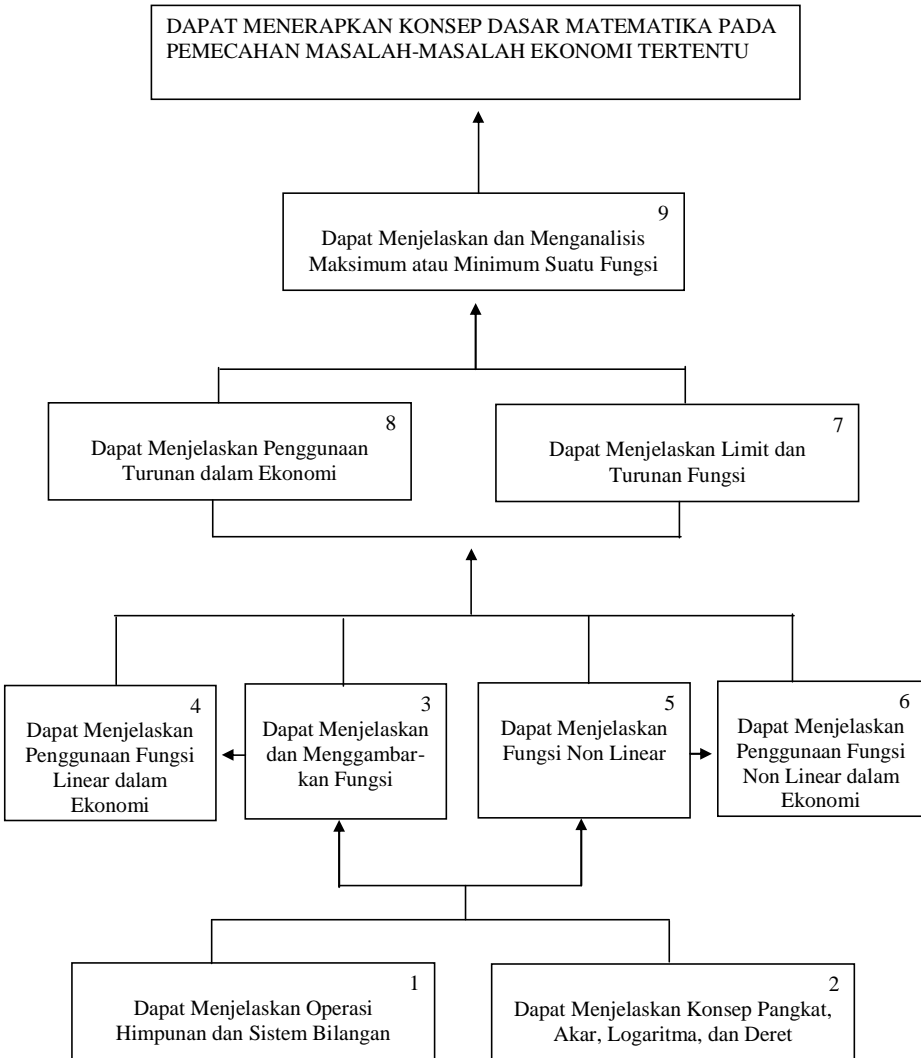 DAPAT MENERAPKAN KONSEP DASAR MATEMATIKA PADA
PEMECAHAN MASALAH-MASALAH EKONOMI TERTENTU
9
Dapat Menjelaskan dan Menganalisis
Maksimum atau Minimum Suatu Fungsi
8
Dapat Menjelaskan Penggunaan
Turunan dalam Ekonomi
7
Dapat Menjelaskan Limit dan
Turunan Fungsi
4
Dapat Menjelaskan
Penggunaan Fungsi
Linear dalam
Ekonomi
3
Dapat Menjelaskan
dan Menggambar-
kan Fungsi
5
Dapat Menjelaskan
Fungsi Non Linear
6
Dapat Menjelaskan
Penggunaan Fungsi
Non Linear dalam
Ekonomi
1
Dapat Menjelaskan Operasi
Himpunan dan Sistem Bilangan
2
Dapat Menjelaskan Konsep Pangkat,
Akar, Logaritma, dan Deret